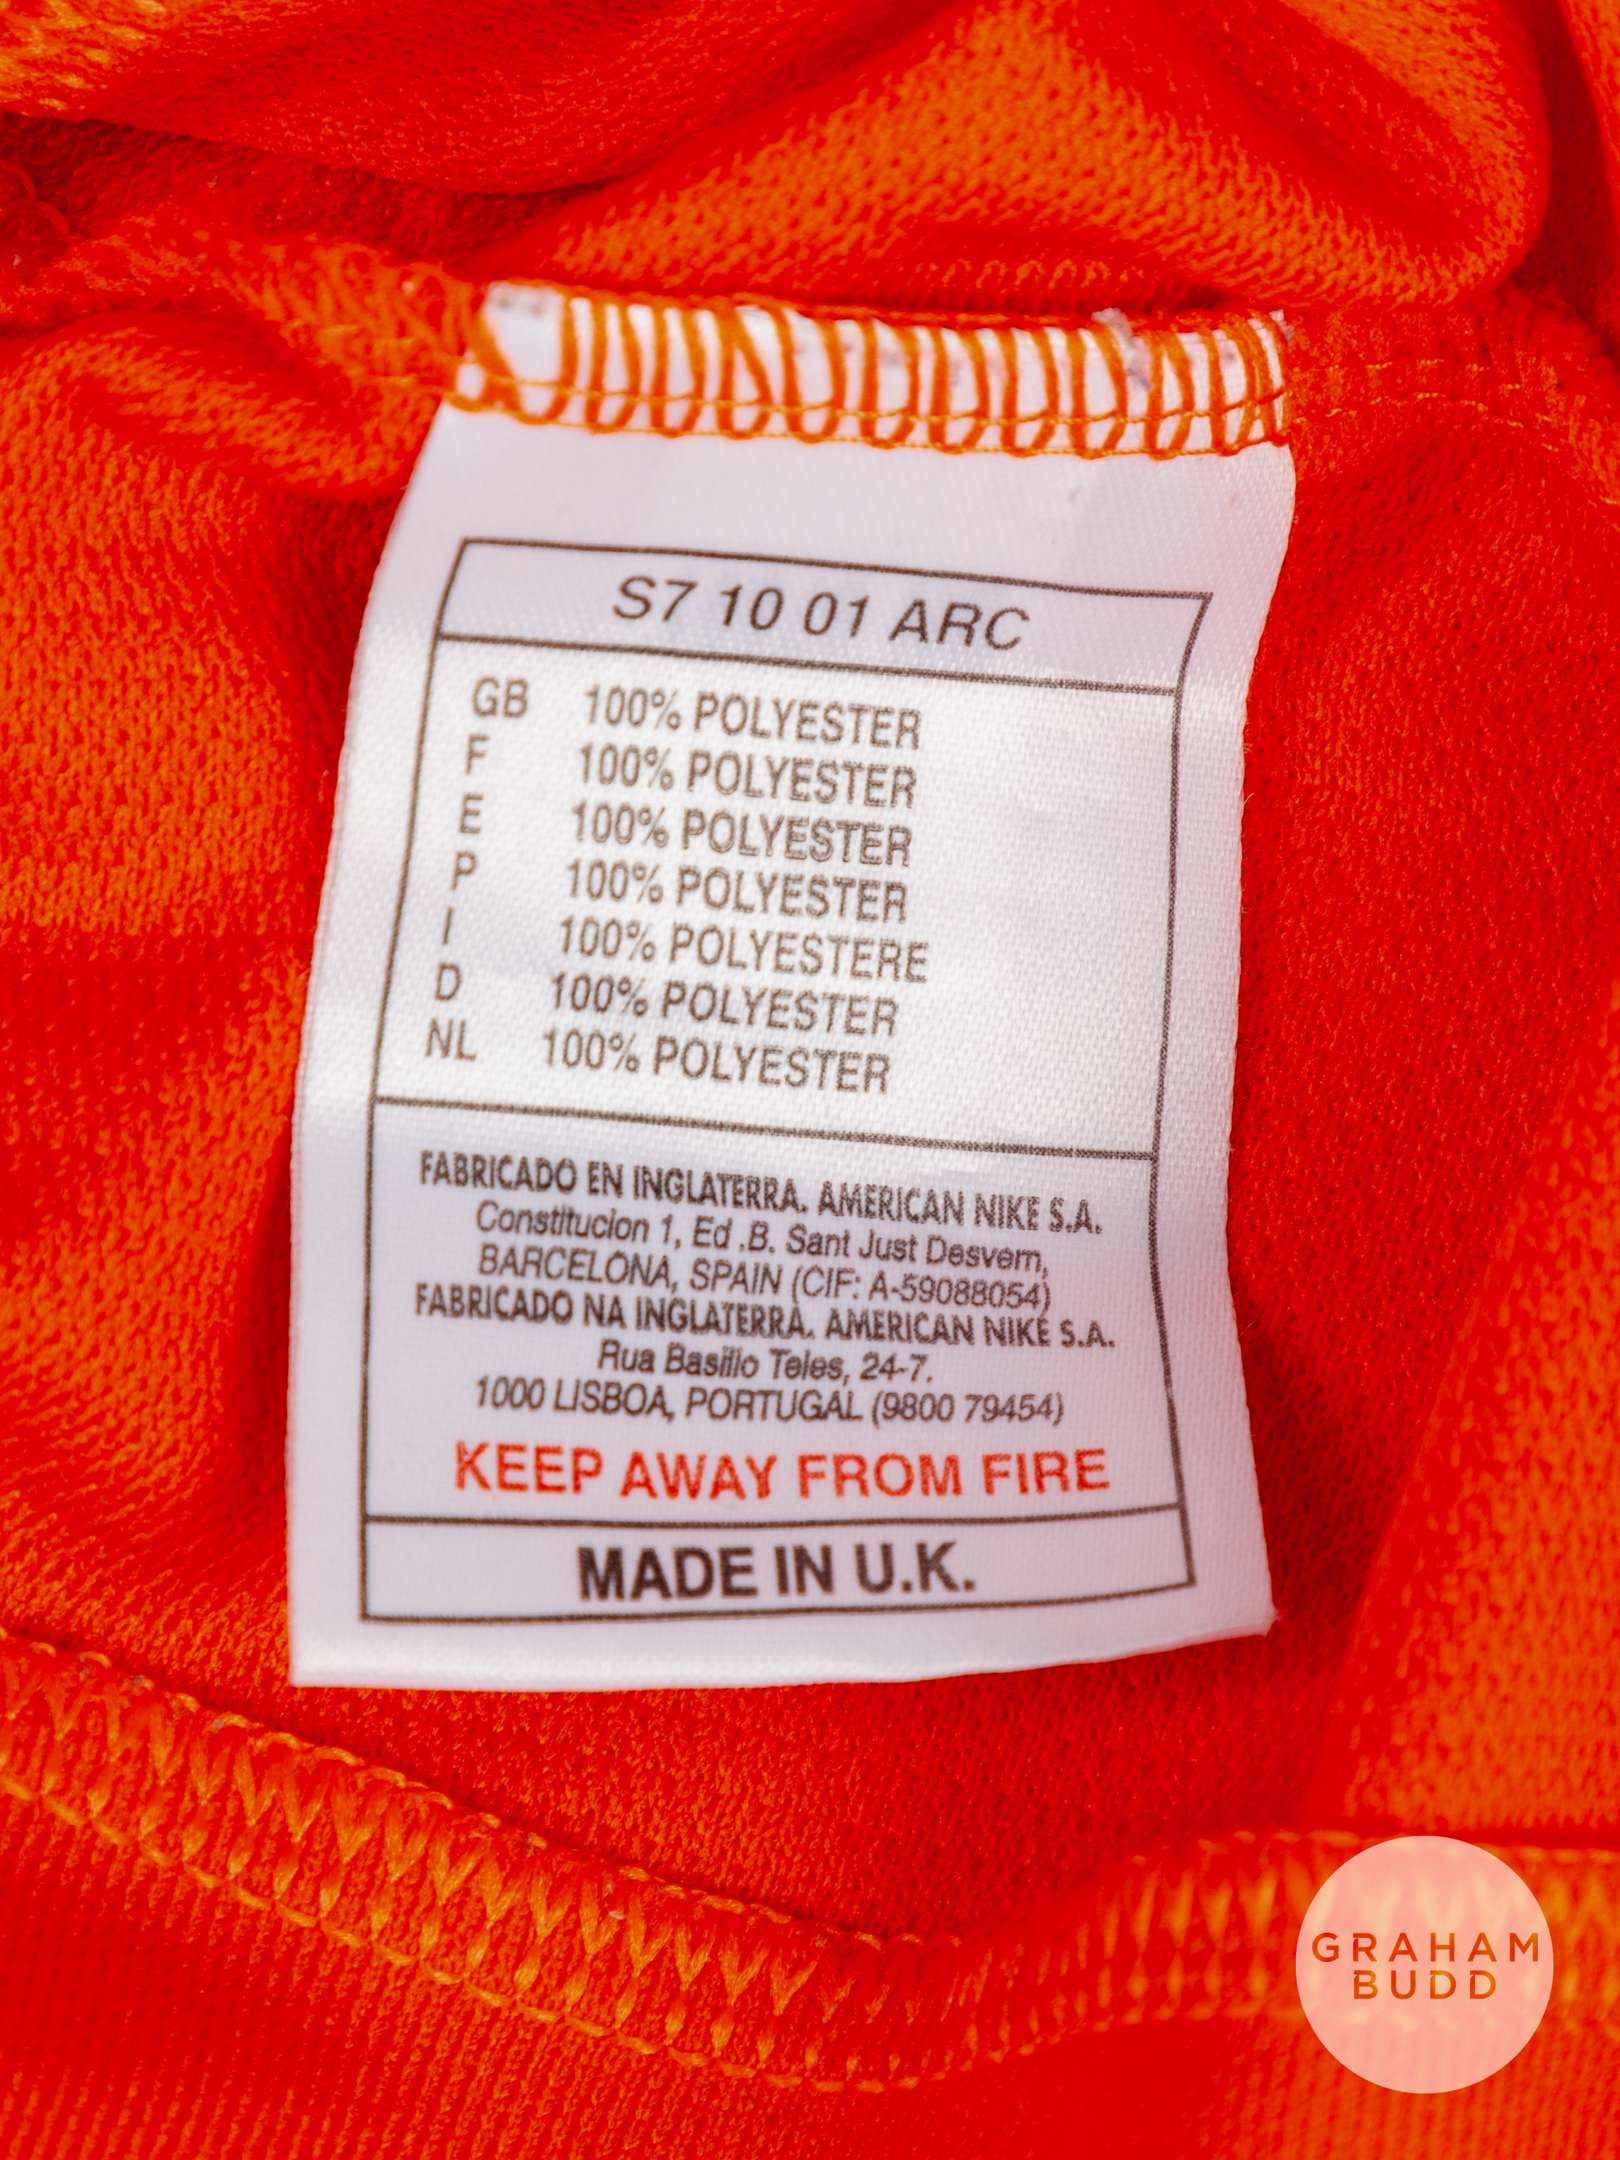 S7 10 01 ARC
GB 100% POLYESTER
F 100% POLYESTER
E 100% POLYESTER
P 100% POLYESTER
I 100% POLYESTERE
D 100% POLYESTER
NL 100% POLYESTER
FABRICADO EN INGLATERRA. AMERICAN NIKE S.A.
Constitucion 1, Ed .B. Sant Just Desvern,
BARCELONA, SPAIN (CIF: A-59088054)
FABRICADO NA INGLATERRA. AMERICAN NIKE S.A.
Rua Basilio Teles, 24-7.
1000 LISBOA, PORTUGAL (9800 79454)
KEEP AWAY FROM FIRE
MADE IN U.K.
GRAHAM
BUDD